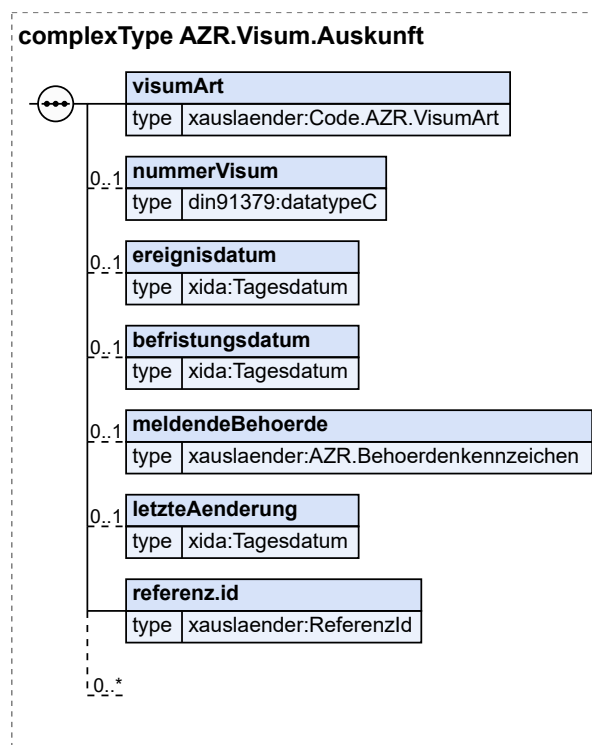 complexType AZR.Visum.Auskunft
visumArt
type xauslaender:Code.AZR.VisumArt
0..1 nummerVisum
type din91379:datatypeC
0..1 ereignisdatum
type xida:Tagesdatum
0..1 befristungsdatum
type xida:Tagesdatum
0..1 meldendeBehoerde
type xauslaender:AZR.Behoerdenkennzeichen
0..1 letzteAenderung
type xida:Tagesdatum
referenz.id
type xauslaender:ReferenzId
0..*